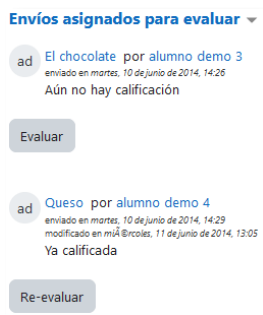 Envíos asignados para evaluar
ad
El chocolate por alumno demo 3
enviado en martes, 10 de junio de 2014, 14:26
Aún no hay calificación
Evaluar
ad
Queso por alumno demo 4
enviado en martes, 10 de junio de 2014, 14:29
modificado en miÃ©rcoles, 11 de junio de 2014, 13:05
Ya calificada
Re-evaluar